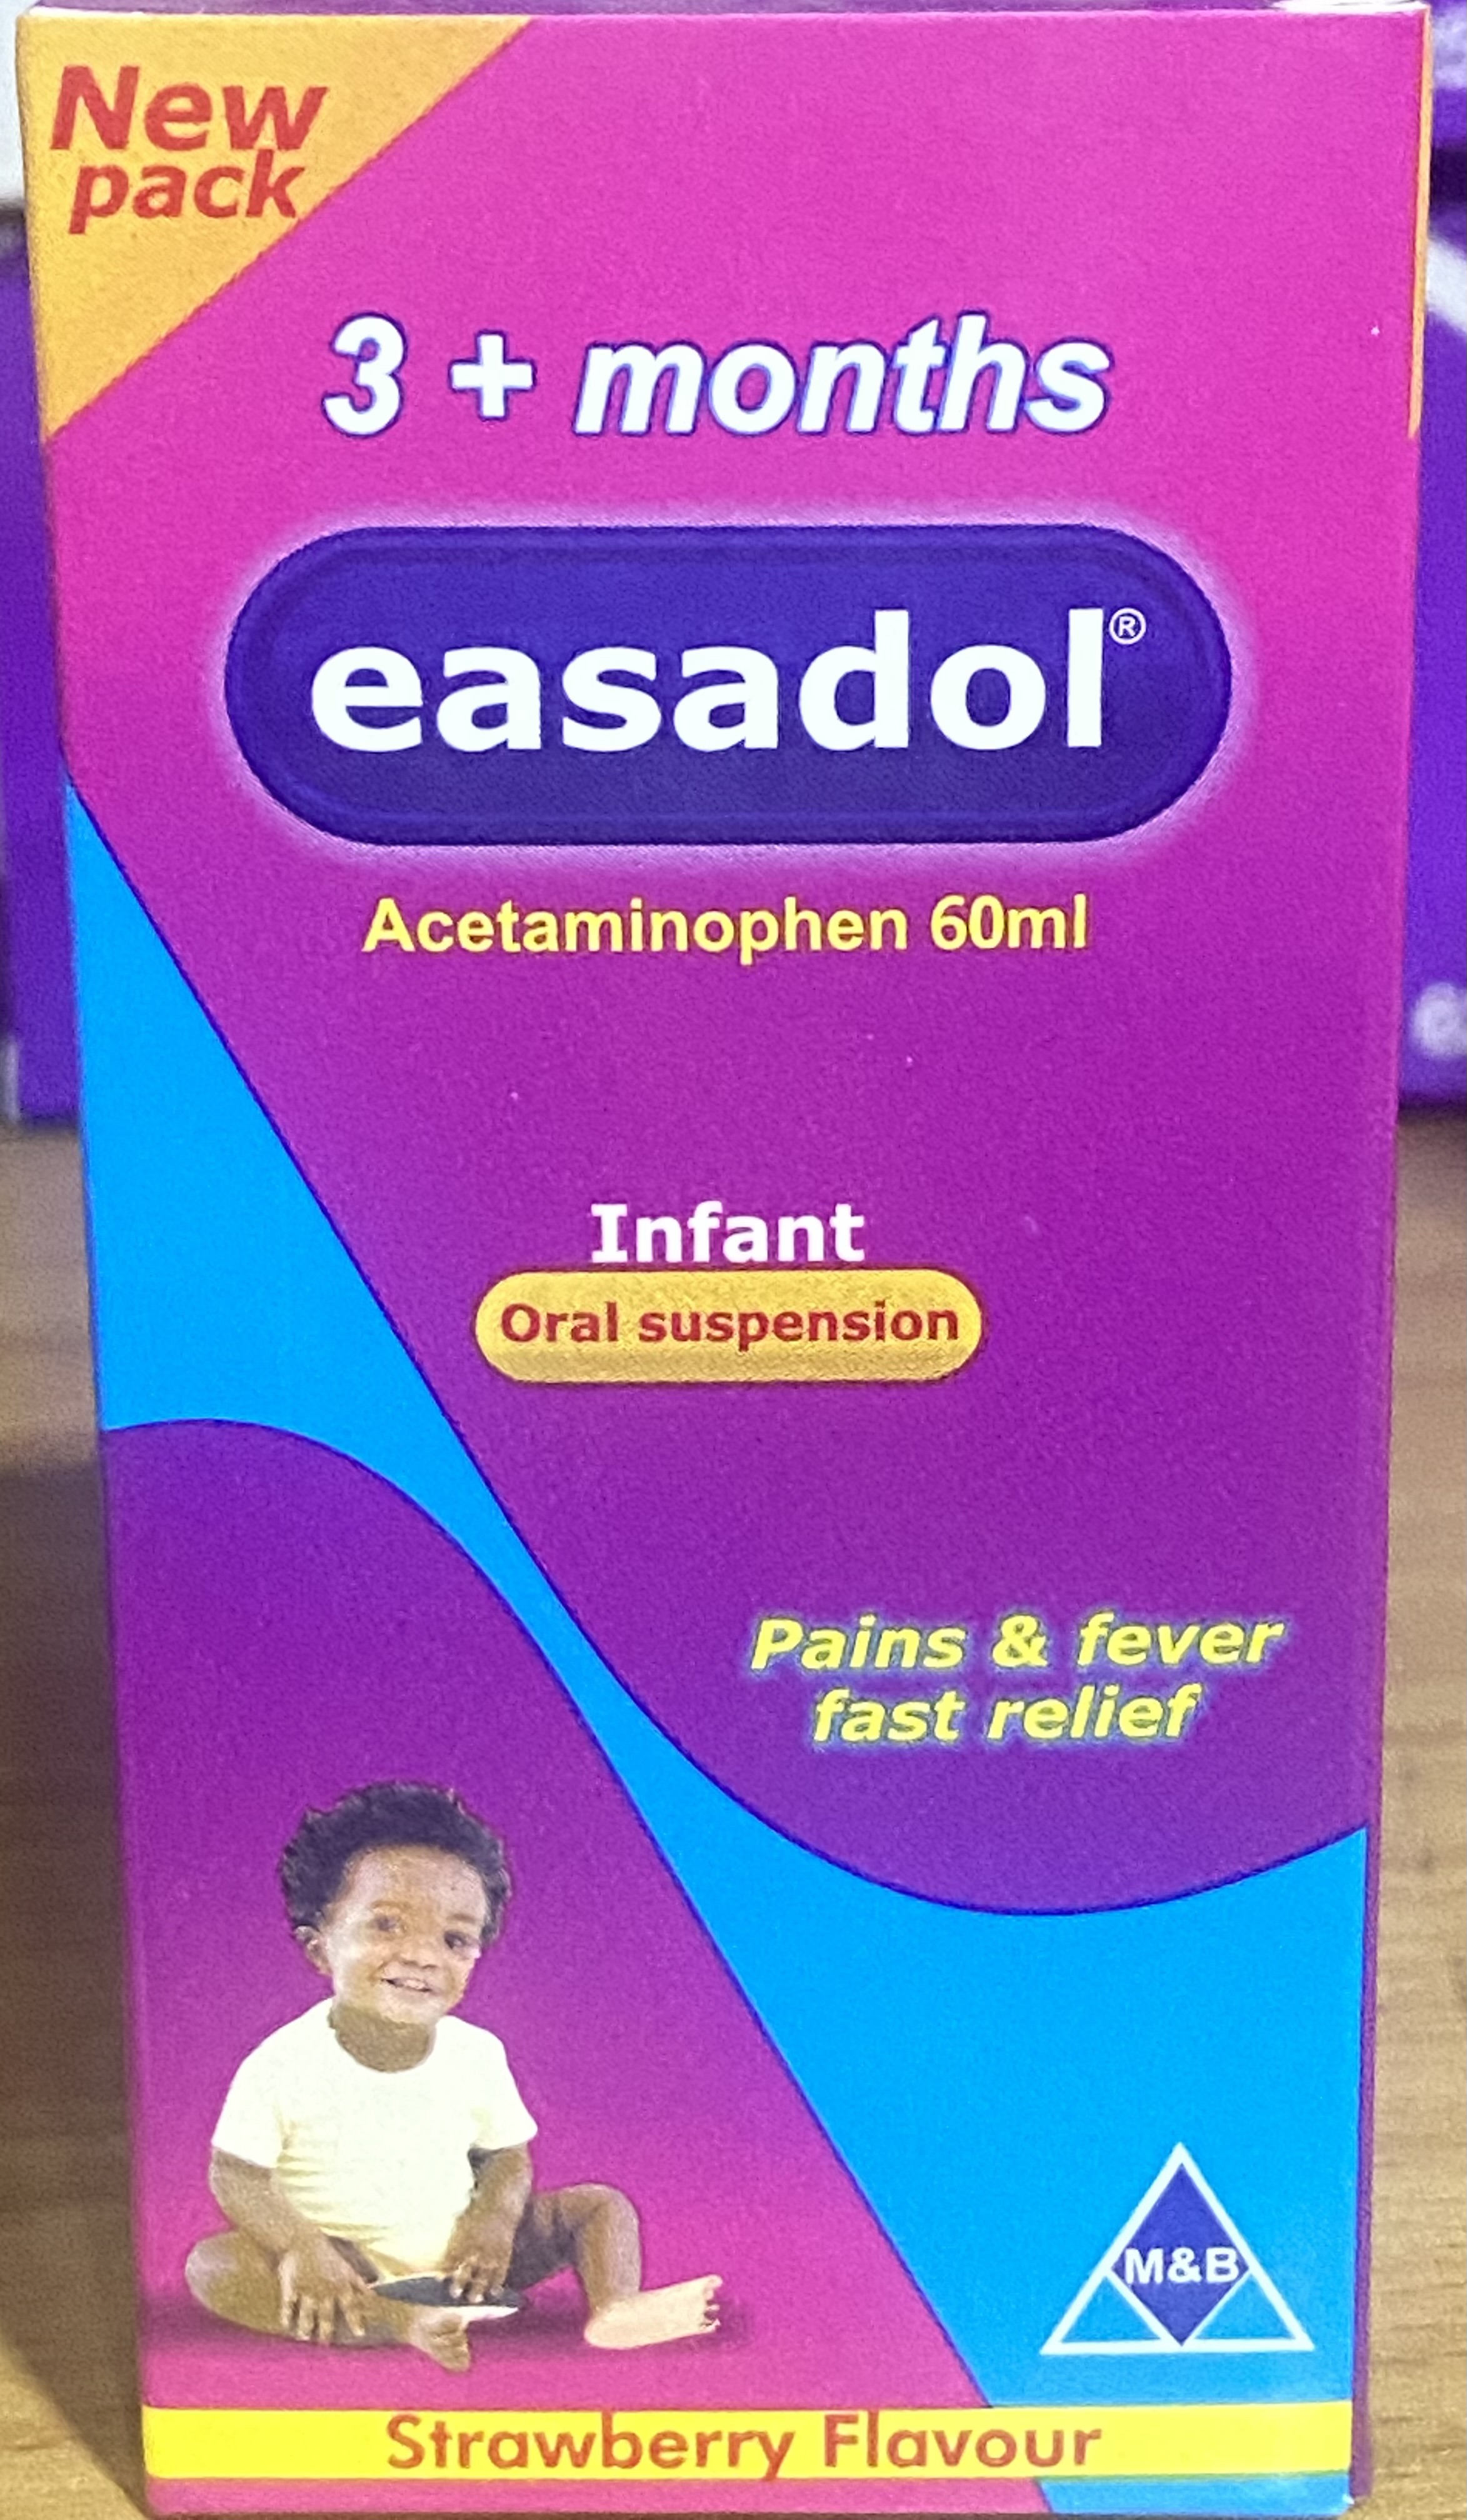 New
pack
3 + months
easadol®
Acetaminophen 60ml
Infant
Oral suspension
Pains & fever
fast relief
M&B
Strawberry Flavour